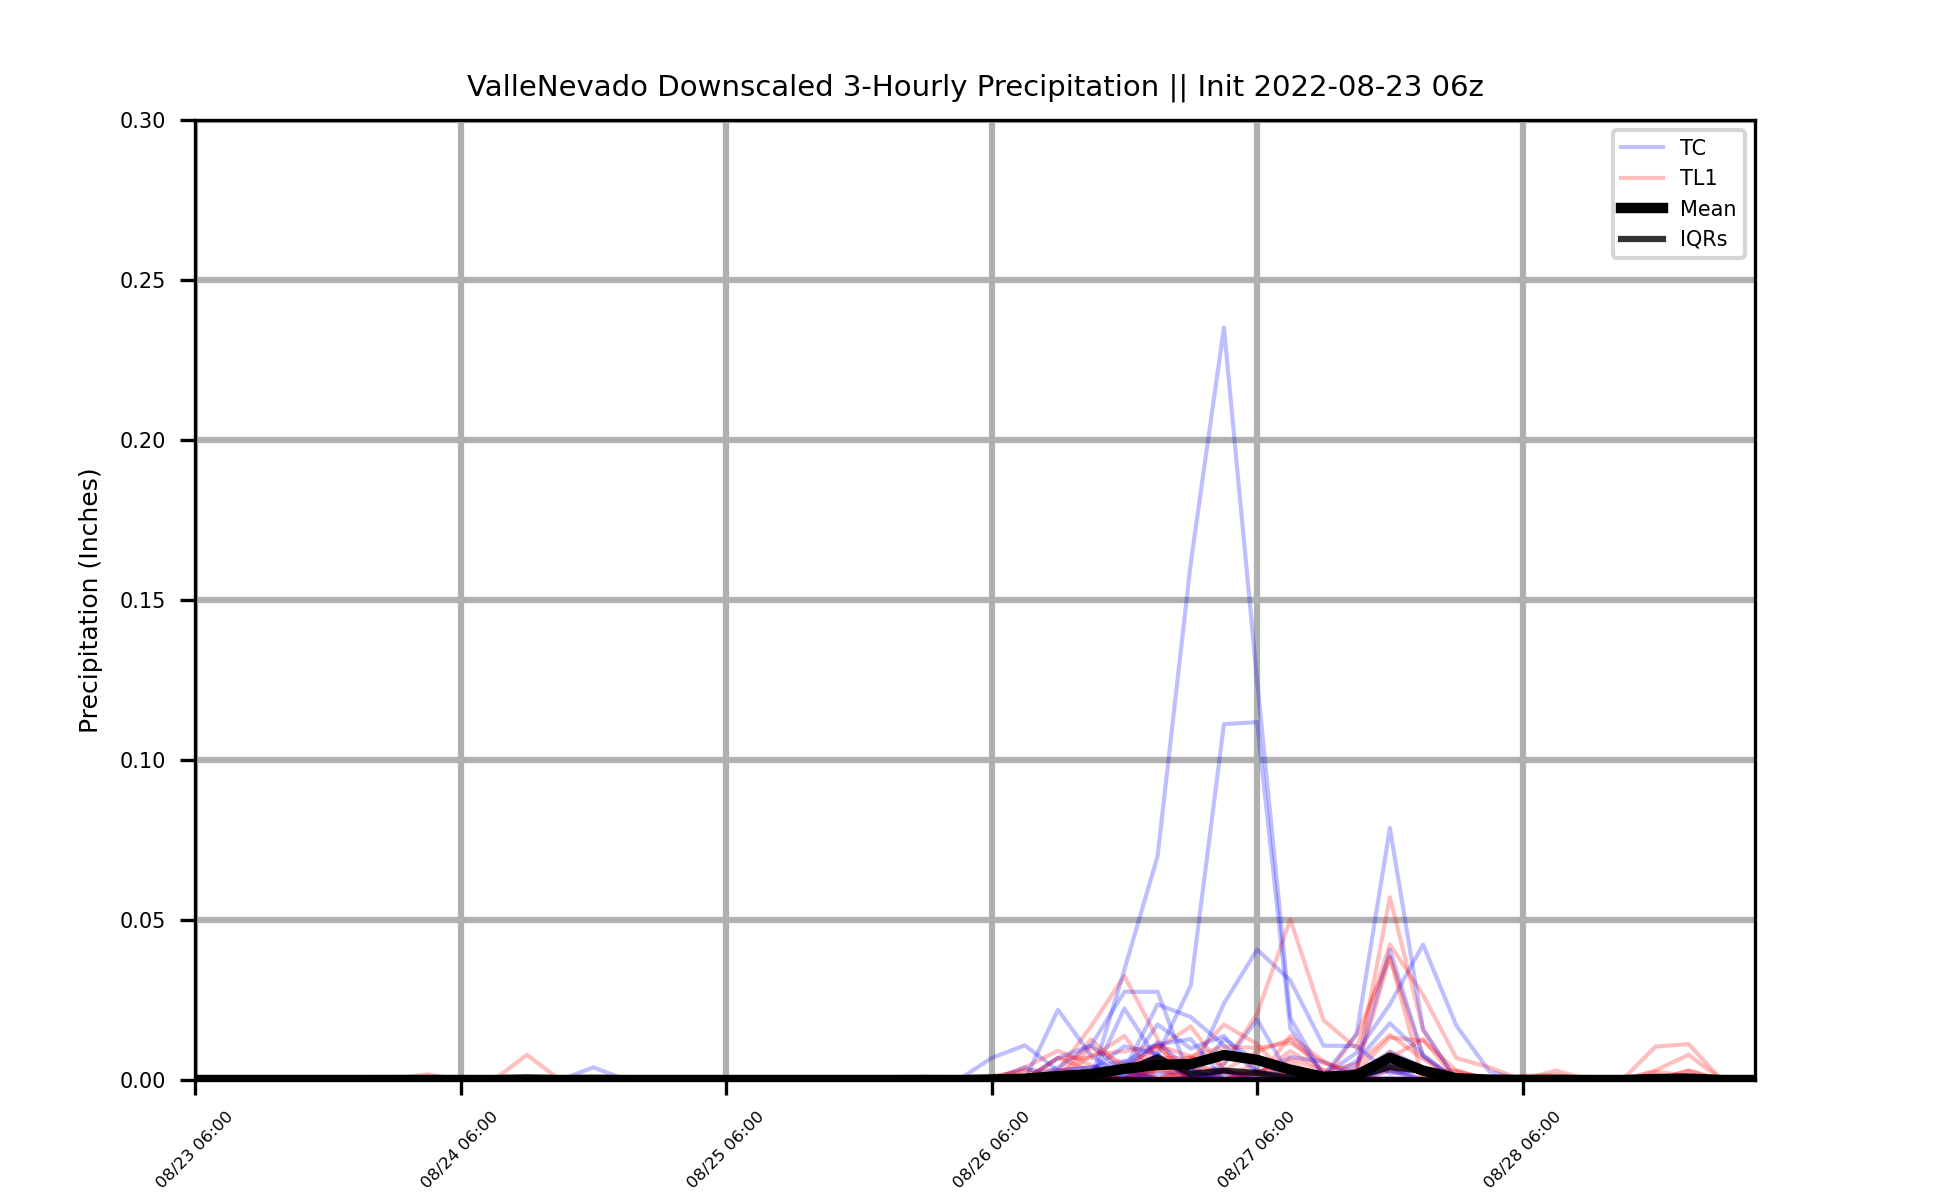 ValleNevado Downscaled 3-Hourly Precipitation || Init 2022-08-23 06z
0.30
0.25
0.20
0.15
0.10
0.05
0.00
Precipitation (Inches)
TC
TL1
Mean
IQRs
08/23 06:00
08/24 06:00
08/25 06:00
08/26 06:00
08/27 06:00
08/28 06:00